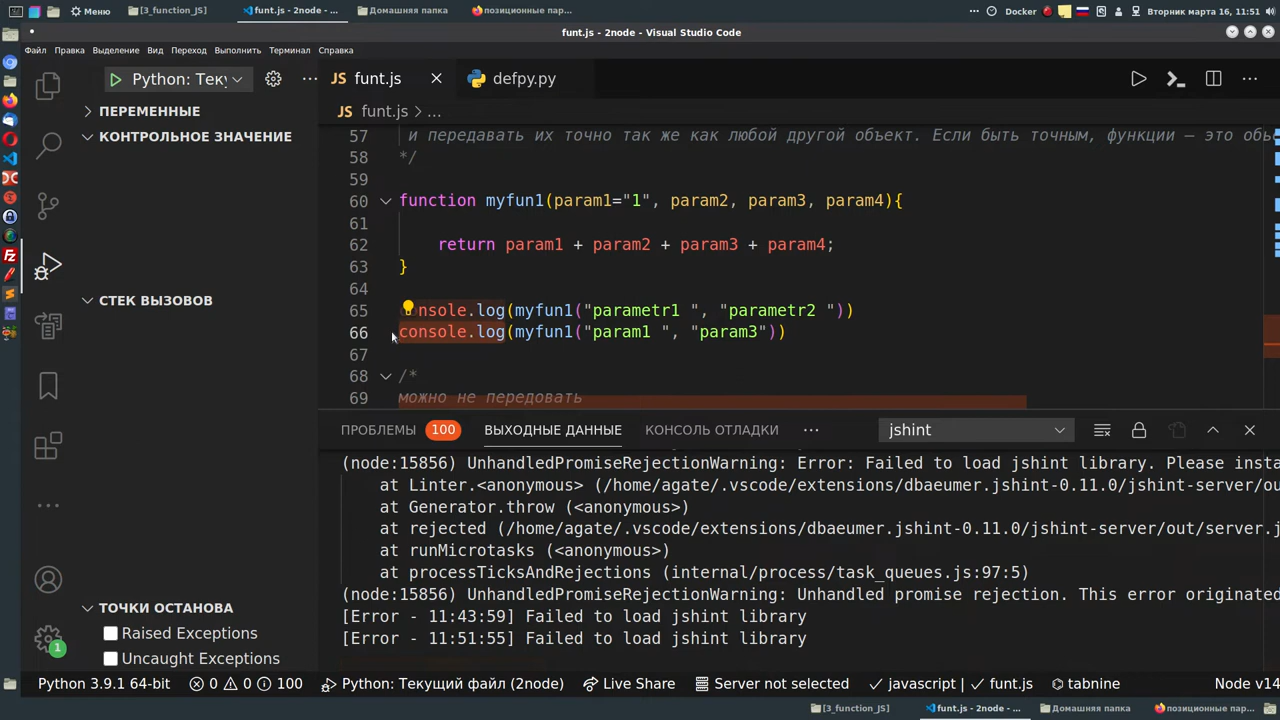 Меню
[3_function_JS]
funt.js - 2node - ...
Домашняя папка
позиционные пар...
Docker
Вторник марта 16, 11:51
funt.js - 2node - Visual Studio Code
Файл Правка Выделение Вид Переход Выполнить Терминал Справка
Python: Теку
...
JS funt.js
defpy.py
...
ПЕРЕМЕННЫЕ
JS funt.js > ...
КОНТРОЛЬНОЕ ЗНАЧЕНИЕ
57 и передавать их точно так же как любой другой объект. Если быть точным, функции — это
58 */
59
60 function myfun1(param1="1", param2, param3, param4){
61
62 return param1 + param2 + param3 + param4;
63 }
64
65 nsole.log(myfun1("parametr1 ", "parametr2 "))
66 console.log(myfun1("param1 ", "param3"))
67
68 /*
69 можно не передовать
СТЕК ВЫЗОВОВ
ПРОБЛЕМЫ 100 ВЫХОДНЫЕ ДАННЫЕ КОНСОЛЬ ОТЛАДКИ ... jshint
(node:15856) UnhandledPromiseRejectionWarning: Error: Failed to load jshint library. Please insta
at Linter.<anonymous> (/home/agate/.vscode/extensions/dbaeumer.jshint-0.11.0/jshint-server/ou
at Generator.throw (<anonymous>)
at rejected (/home/agate/.vscode/extensions/dbaeumer.jshint-0.11.0/jshint-server/out/server.j
at runMicrotasks (<anonymous>)
at processTicksAndRejections (internal/process/task_queues.js:97:5)
(node:15856) UnhandledPromiseRejectionWarning: Unhandled promise rejection. This error originated
[Error - 11:43:59] Failed to load jshint library
[Error - 11:51:55] Failed to load jshint library
ТОЧКИ ОСТАНОВА
Raised Exceptions
Uncaught Exceptions
1
Python 3.9.1 64-bit 0 0 100 Python: Текущий файл (2node) Live Share Server not selected javascript | funt.js tabnine Node v14
[3_function_JS]
funt.js - 2node - ...
Домашняя папка
позиционные пар...